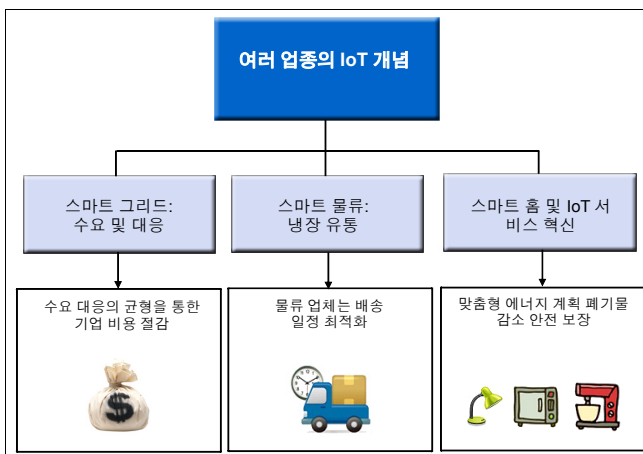 여러 업종의 IoT 개념
스마트 그리드:
수요 및 대응
스마트 물류:
냉장 유통
스마트 홈 및 IoT 서
비스 혁신
수요 대응의 균형을 통한
기업 비용 절감
$
물류 업체는 배송
일정 최적화
맞춤형 에너지 계획 폐기물
감소 안전 보장